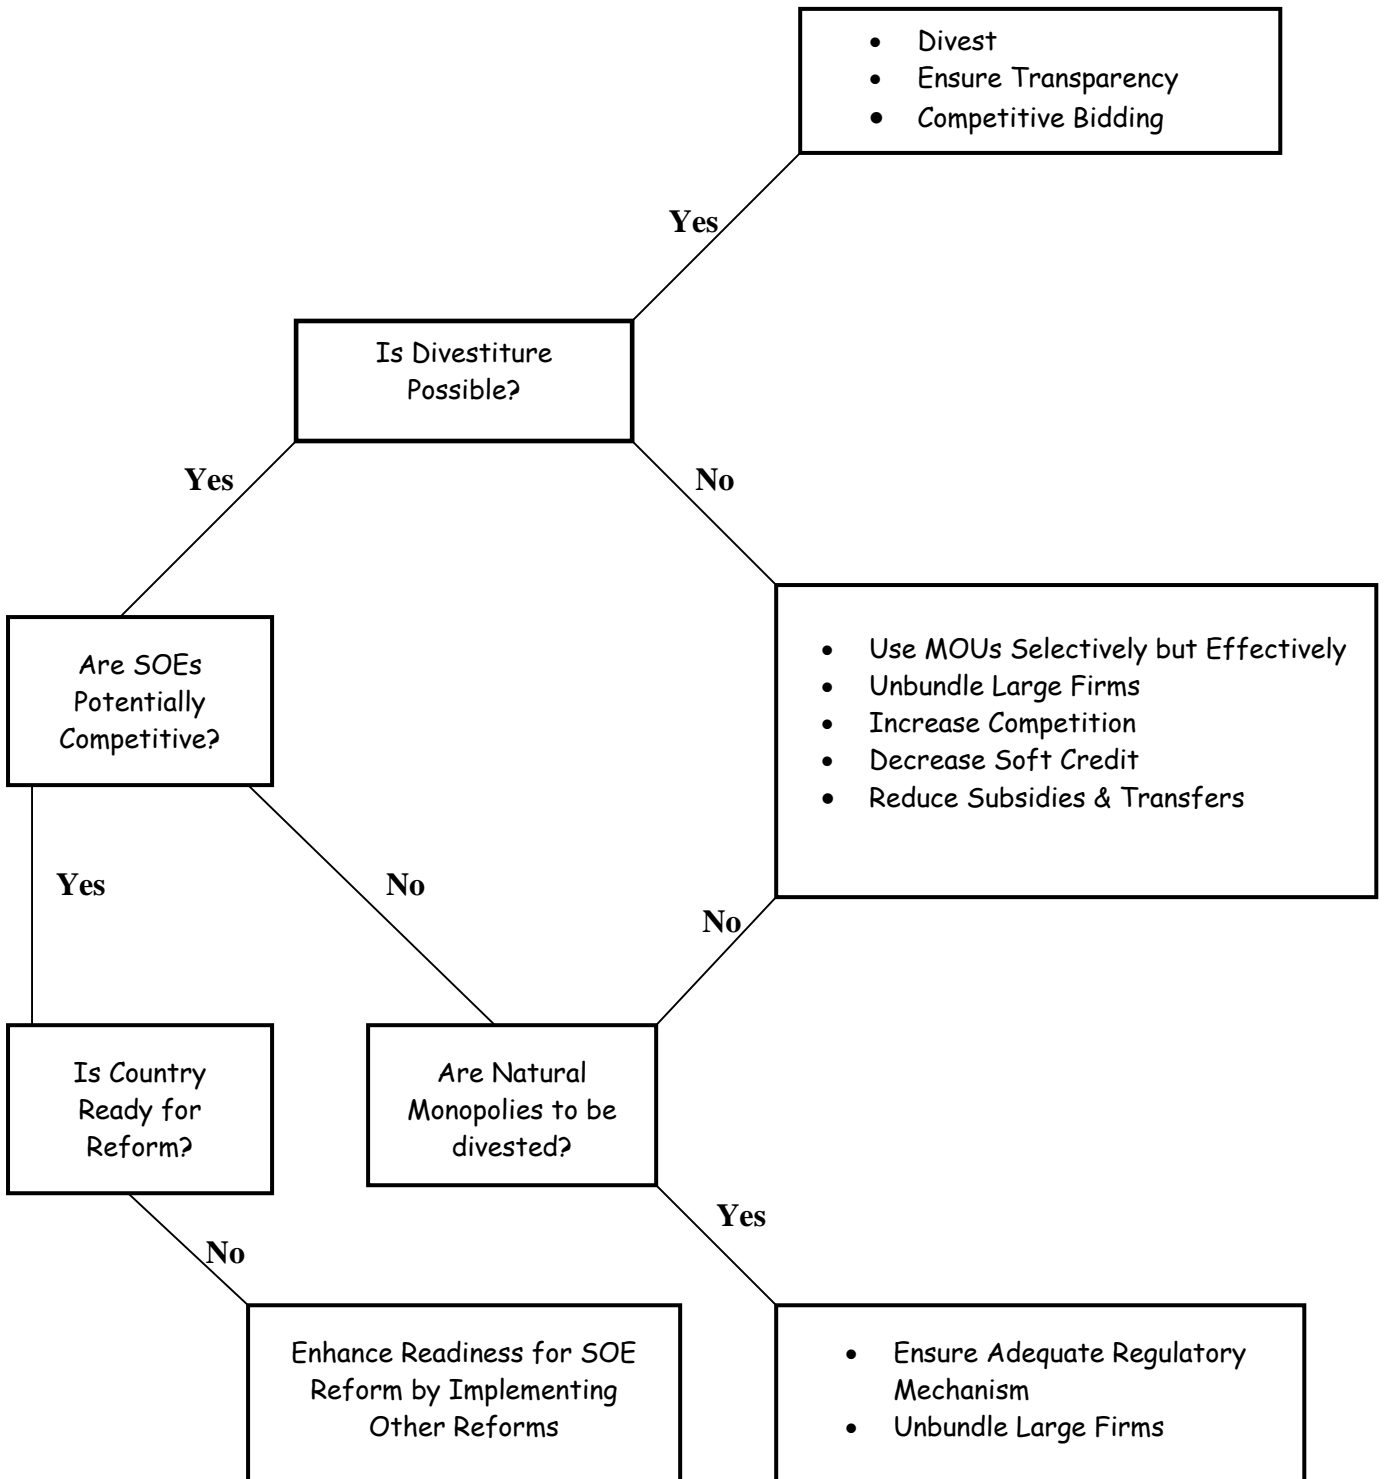 • Divest
• Ensure Transparency
• Competitive Bidding
Yes
Is Divestiture
Possible?
Yes
No
Are SOEs
Potentially
Competitive?
• Use MOUs Selectively but Effectively
• Unbundle Large Firms
• Increase Competition
• Decrease Soft Credit
• Reduce Subsidies & Transfers
Yes
No
No
Is Country
Ready for
Reform?
Are Natural
Monopolies to be
divested?
No
Yes
Enhance Readiness for SOE
Reform by Implementing
Other Reforms
• Ensure Adequate Regulatory
Mechanism
• Unbundle Large Firms